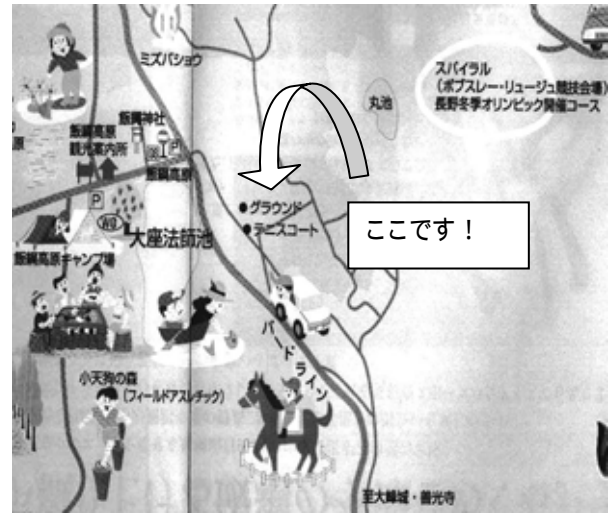 ミズバショウ
スパイラル
(ボブスレー・リュージュ競技会場)
長野冬季オリンピック開催コース
丸池
飯綱神社
飯綱高原
観光案内所
P
飯綱高原
原
グラウンド
テニスコート
ここです!
P
WC
大座法師池
飯綱高原キャンプ場
バードライン
小天狗の森
(フィールドアスレチック)
至大峰城・善光寺